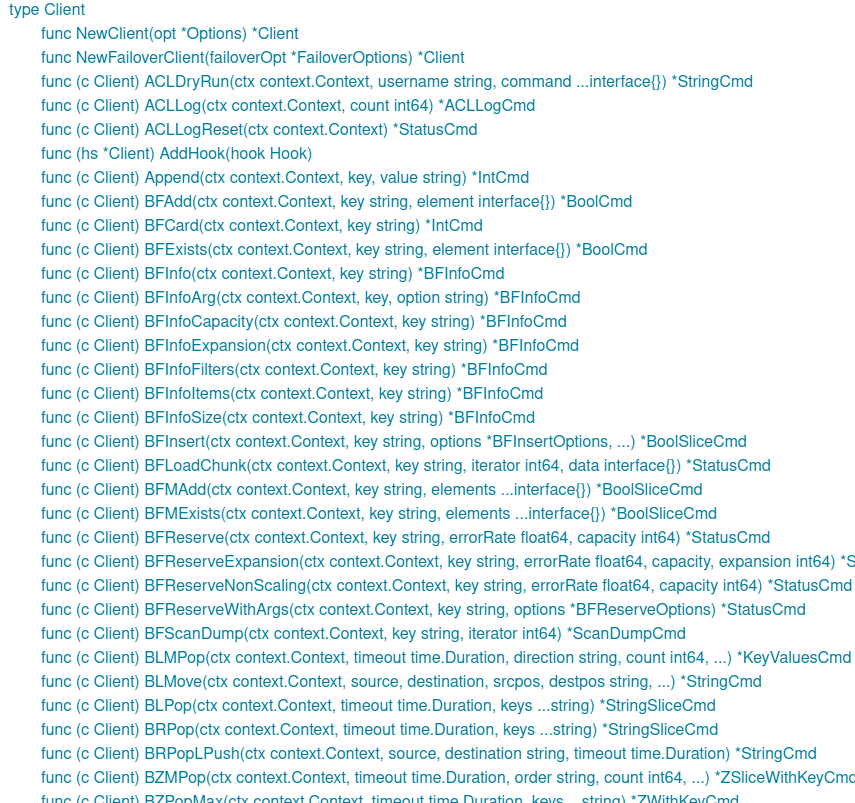 type Client
func NewClient(opt *Options) *Client
func NewFailoverClient(failoverOpt *FailoverOptions) *Client
func (c Client) ACLDryRun(ctx context.Context, username string, command ...interface{}) *StringCmd
func (c Client) ACLLog(ctx context.Context, count int64) *ACLLogCmd
func (c Client) ACLLogReset(ctx context.Context) *StatusCmd
func (hs *Client) AddHook(hook Hook)
func (c Client) Append(ctx context.Context, key, value string) *IntCmd
func (c Client) BFAdd(ctx context.Context, key string, element interface{}) *BoolCmd
func (c Client) BFCard(ctx context.Context, key string) *IntCmd
func (c Client) BFExists(ctx context.Context, key string, element interface{}) *BoolCmd
func (c Client) BFInfo(ctx context.Context, key string) *BFInfoCmd
func (c Client) BFInfoArg(ctx context.Context, key, option string) *BFInfoCmd
func (c Client) BFInfoCapacity(ctx context.Context, key string) *BFInfoCmd
func (c Client) BFInfoExpansion(ctx context.Context, key string) *BFInfoCmd
func (c Client) BFInfoFilters(ctx context.Context, key string) *BFInfoCmd
func (c Client) BFInfoItems(ctx context.Context, key string) *BFInfoCmd
func (c Client) BFInfoSize(ctx context.Context, key string) *BFInfoCmd
func (c Client) BFInsert(ctx context.Context, key string, options *BFInsertOptions, ...) *BoolSliceCmd
func (c Client) BFLoadChunk(ctx context.Context, key string, iterator int64, data interface{}) *StatusCmd
func (c Client) BFMAdd(ctx context.Context, key string, elements ...interface{}) *BoolSliceCmd
func (c Client) BFMExists(ctx context.Context, key string, elements ...interface{}) *BoolSliceCmd
func (c Client) BFReserve(ctx context.Context, key string, errorRate float64, capacity int64) *StatusCmd
func (c Client) BFReserveExpansion(ctx context.Context, key string, errorRate float64, capacity, expansion int64) *S
func (c Client) BFReserveNonScaling(ctx context.Context, key string, errorRate float64, capacity int64) *StatusCmd
func (c Client) BFReserveWithArgs(ctx context.Context, key string, options *BFReserveOptions) *StatusCmd
func (c Client) BFScanDump(ctx context.Context, key string, iterator int64) *ScanDumpCmd
func (c Client) BLMPop(ctx context.Context, timeout time.Duration, direction string, count int64, ...) *KeyValuesCmd
func (c Client) BLMove(ctx context.Context, source, destination, srcpos, destpos string, ...) *StringCmd
func (c Client) BLPop(ctx context.Context, timeout time.Duration, keys ...string) *StringSliceCmd
func (c Client) BRPop(ctx context.Context, timeout time.Duration, keys ...string) *StringSliceCmd
func (c Client) BRPopLPush(ctx context.Context, source, destination string, timeout time.Duration) *StringCmd
func (c Client) BZMPop(ctx context.Context, timeout time.Duration, order string, count int64, ...) *ZSliceWithKeyCmd
func (c Client) BZPopMax(ctx context.Context, timeout time.Duration, keys ...string) *ZWithKeyCmd